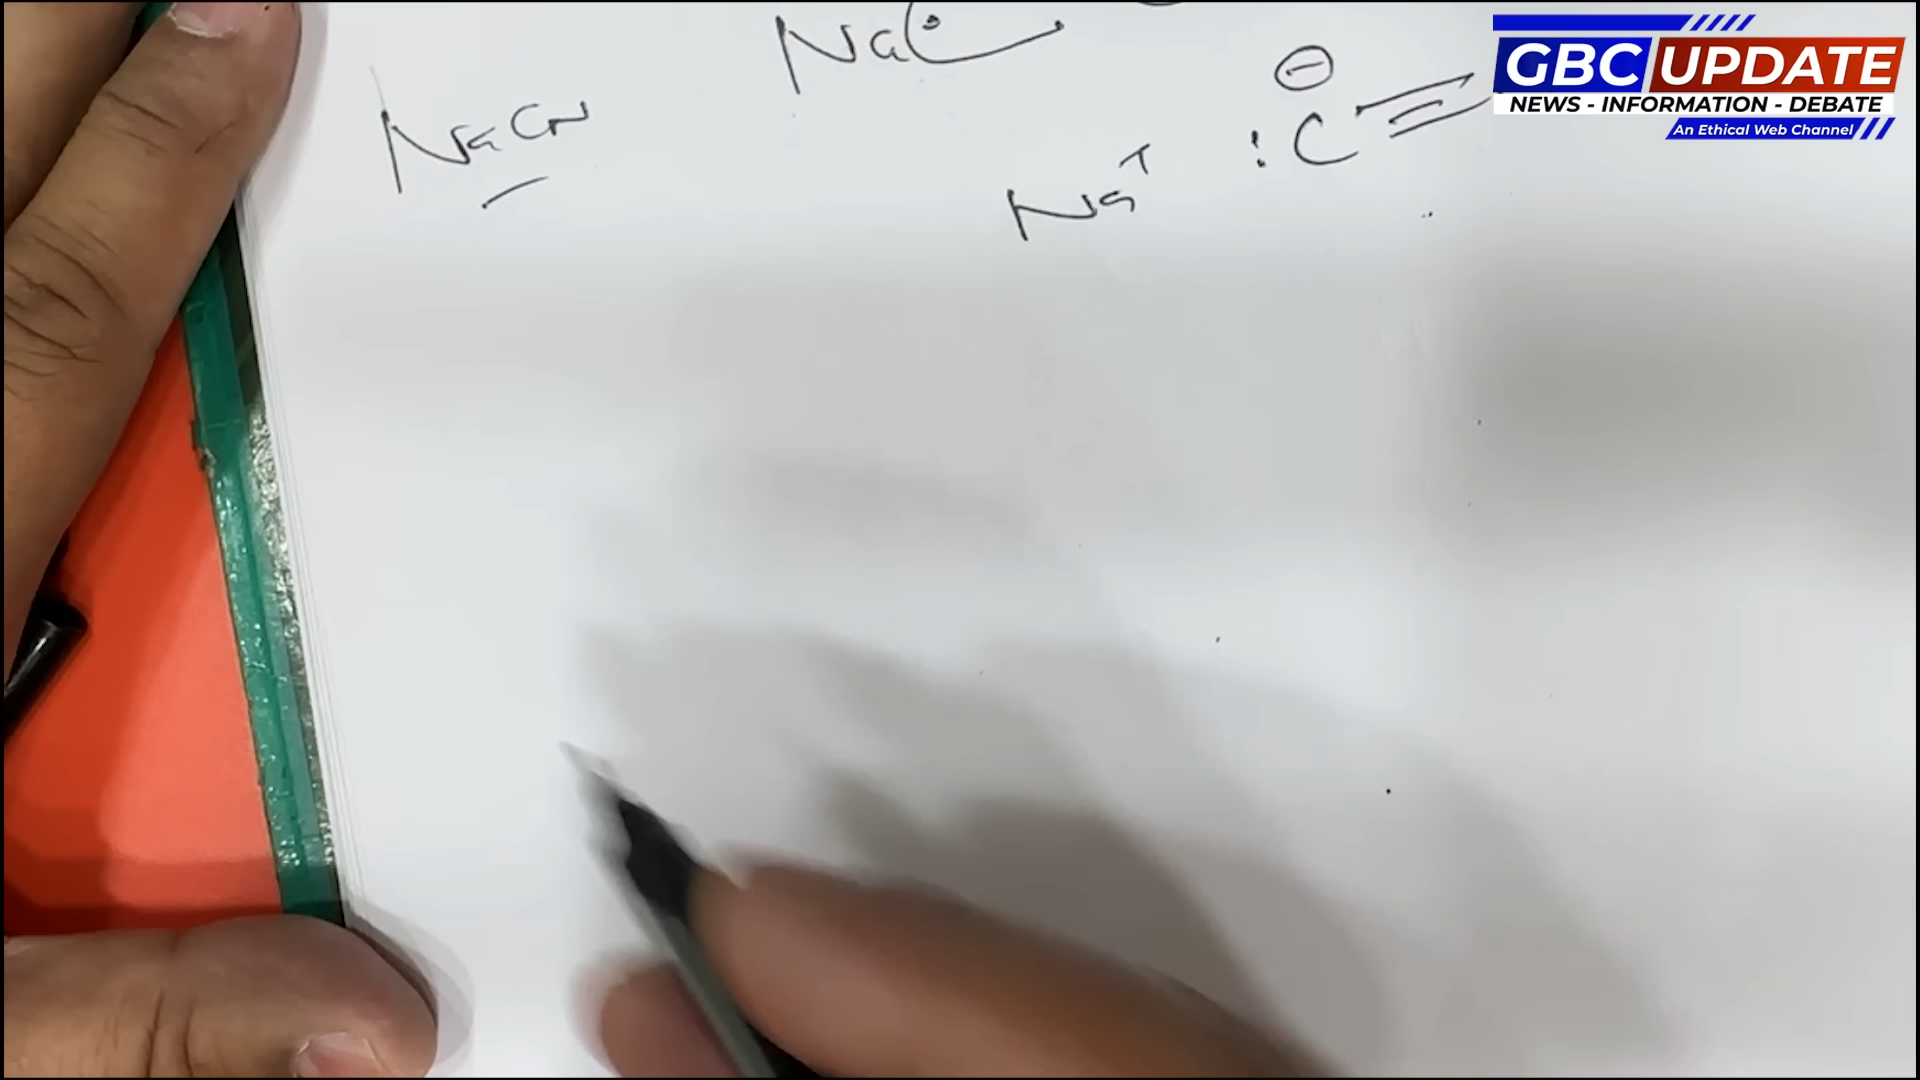 Na
NaCN
Na+ :C≡
⊖
GBC UPDATE
NEWS - INFORMATION - DEBATE
An Ethical Web Channel